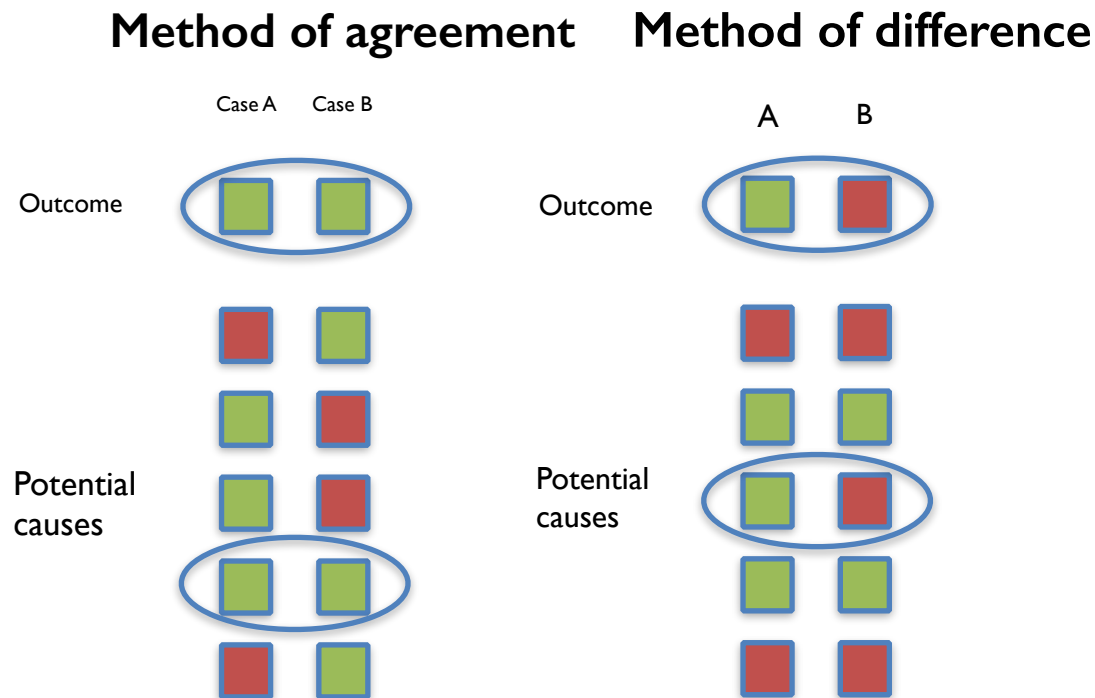 Method of agreement
Method of difference
Case A
Case B
A
B
Outcome
Outcome
Potential
causes
Potential
causes